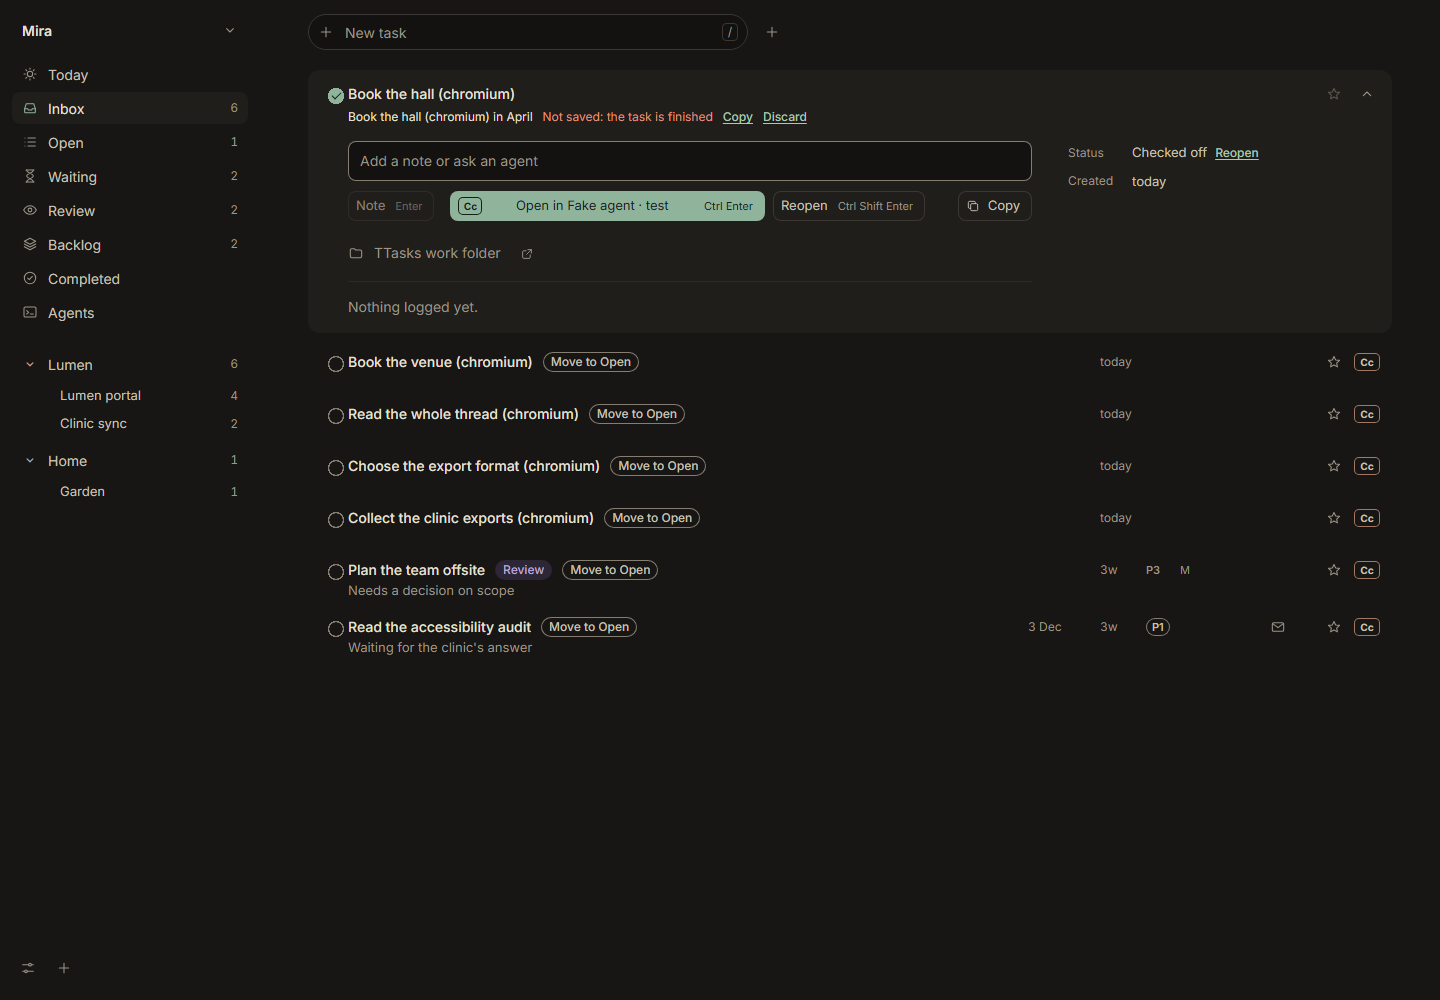 Mira
Today
Inbox 6
Open 1
Waiting 2
Review 2
Backlog 2
Completed
Agents
Lumen 6
Lumen portal 4
Clinic sync 2
Home 1
Garden 1
New task /
Book the hall (chromium)
Book the hall (chromium) in April Not saved: the task is finished Copy Discard
Add a note or ask an agent
Note Enter Cc Open in Fake agent · test Ctrl Enter Reopen Ctrl Shift Enter Copy
Status Checked off Reopen
Created today
TTasks work folder
Nothing logged yet.
Book the venue (chromium) Move to Open today Cc
Read the whole thread (chromium) Move to Open today Cc
Choose the export format (chromium) Move to Open today Cc
Collect the clinic exports (chromium) Move to Open today Cc
Plan the team offsite Review Move to Open 3w P3 M Cc
Needs a decision on scope
Read the accessibility audit Move to Open 3 Dec 3w P1 Cc
Waiting for the clinic's answer